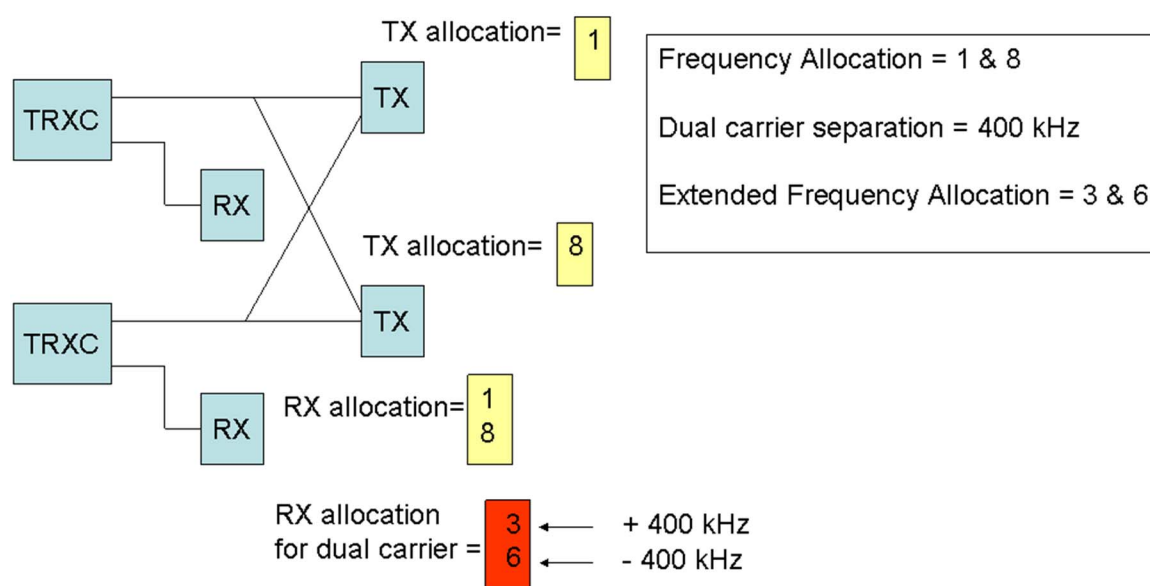 TX allocation= 1
Frequency Allocation = 1 & 8
TRXC
TX
Dual carrier separation = 400 kHz
RX
Extended Frequency Allocation = 3 & 6
TX allocation= 8
TRXC
TX
RX
RX allocation= 1
8
RX allocation
for dual carrier =
3 + 400 kHz
6 - 400 kHz